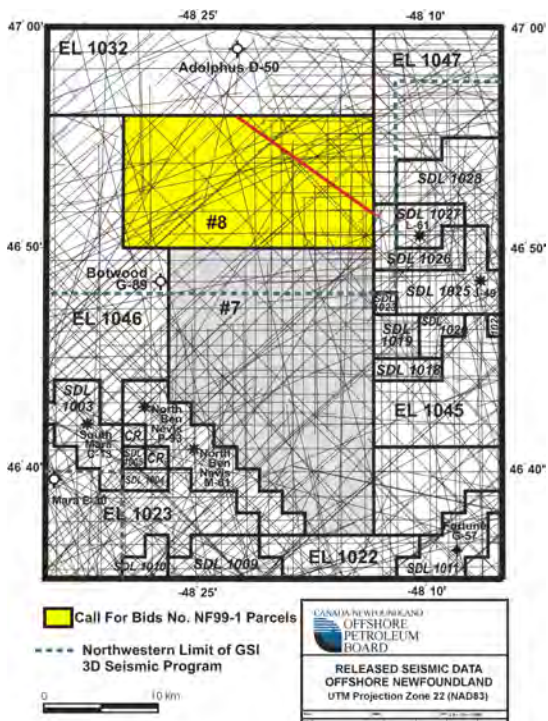 -48 25' -48 10'
47 00' 47 00'
EL 1032
EL 1047
Adolphus D-50
SDL 1028
#8
SDL 1027
L-61
46 50' 46 50'
SDL 1026
Botwood
G-89
SDL 1025
#7
EL 1046
SDL
1019
SDL 1018
SDL
1003
North
Ben
Nevis
P-93
EL 1045
South
Mara
C-13
CR
CR
North
Ben
Nevis
M-61
46 40' 46 40'
SDL 1004
Mara E-30
EL 1023
Fortune
G-57
EL 1022
SDL 1010
SDL 1009
SDL 1011
-48 25' -48 10'
Call For Bids No. NF99-1 Parcels
Northwestern Limit of GSI
3D Seismic Program
0 10 km
CANADA-NEWFOUNDLAND
OFFSHORE
PETROLEUM
BOARD
RELEASED SEISMIC DATA
OFFSHORE NEWFOUNDLAND
UTM Projection Zone 22 (NAD83)